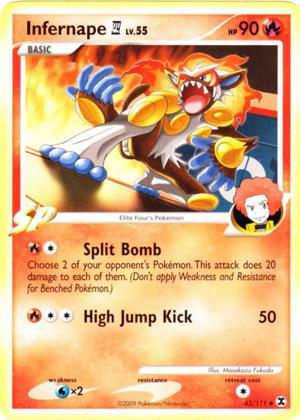 Infernape 4 LV.55 HP 90
BASIC
Elite Four's Pokémon
SP
Split Bomb
Choose 2 of your opponent's Pokémon. This attack does 20
damage to each of them. (Don't apply Weakness and Resistance
for Benched Pokémon.)
High Jump Kick 50
Illus. Masakazu Fukuda
weakness resistance retreat cost
×2
©2009 Pokémon/Nintendo
43/111